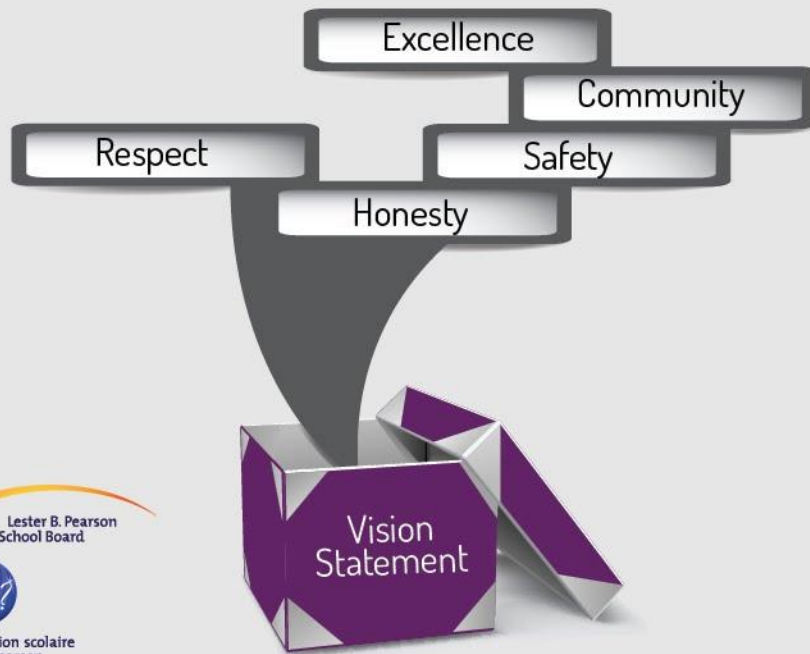 Excellence
Community
Respect
Safety
Honesty
Vision
Statement
Lester B. Pearson
School Board
?
ion scolaire